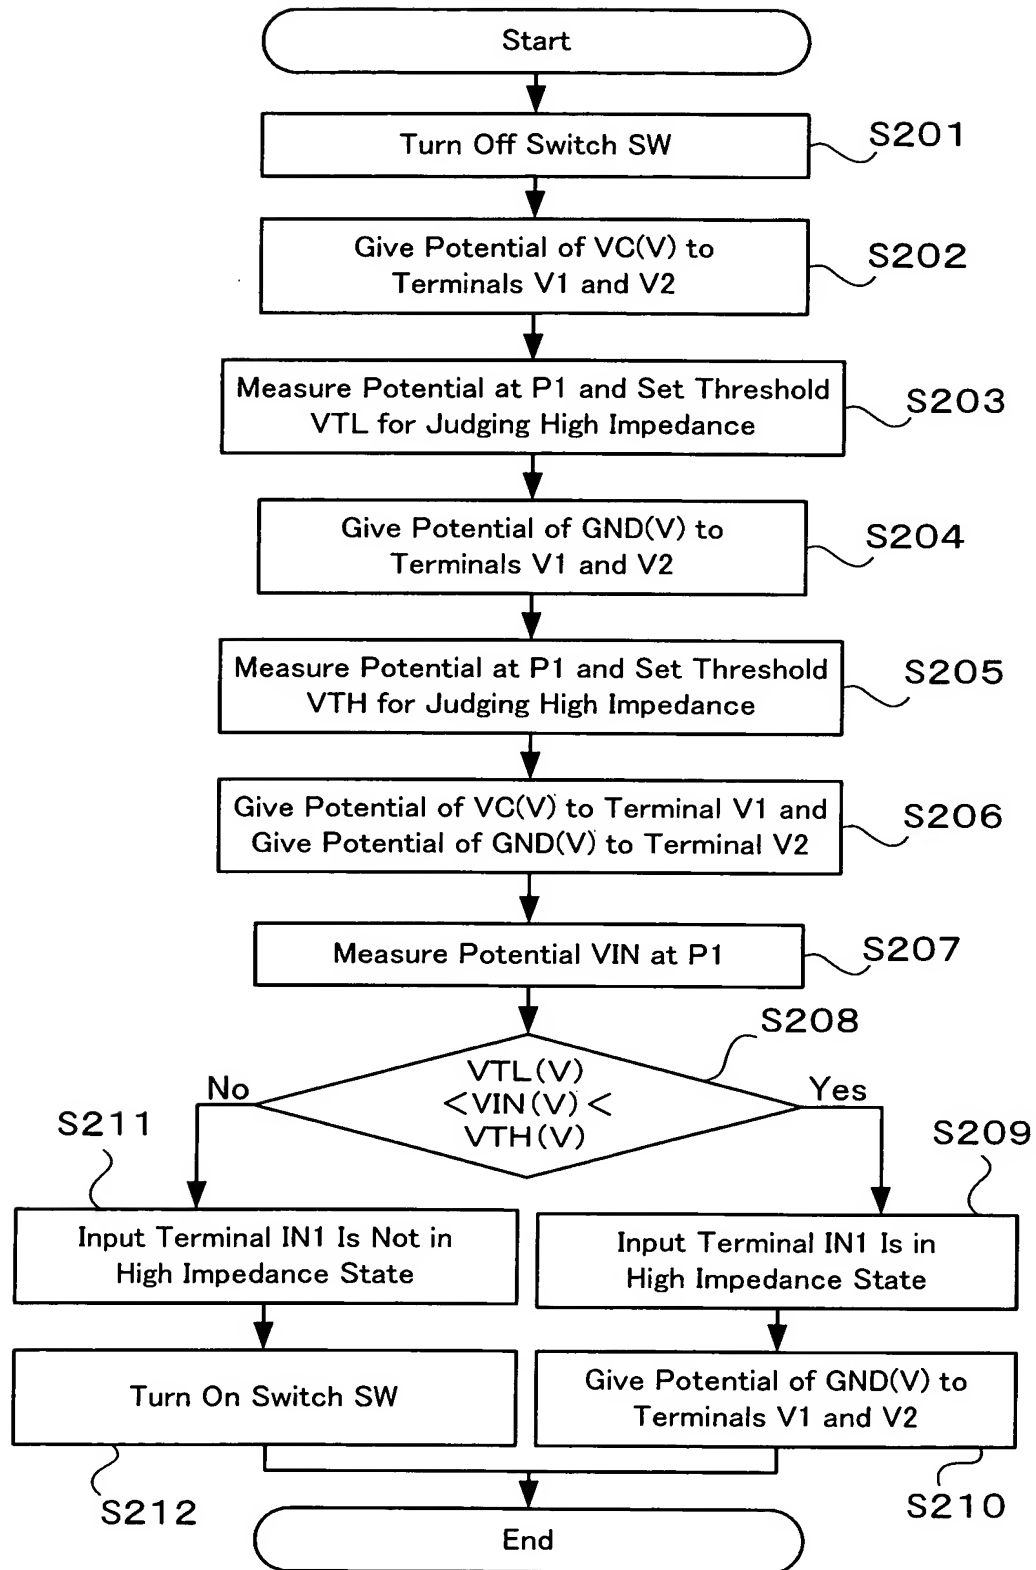 Start
Turn Off Switch SW
S201
Give Potential of VC(V) to
Terminals V1 and V2
S202
Measure Potential at P1 and Set Threshold
VTL for Judging High Impedance
S203
Give Potential of GND(V) to
Terminals V1 and V2
S204
Measure Potential at P1 and Set Threshold
VTH for Judging High Impedance
S205
Give Potential of VC(V) to Terminal V1 and
Give Potential of GND(V) to Terminal V2
S206
Measure Potential VIN at P1
S207
S208
VTL(V)
<VIN(V)<
VTH(V)
No
Yes
S211
S209
Input Terminal IN1 Is Not in
High Impedance State
Input Terminal IN1 Is in
High Impedance State
Turn On Switch SW
Give Potential of GND(V) to
Terminals V1 and V2
S212
S210
End